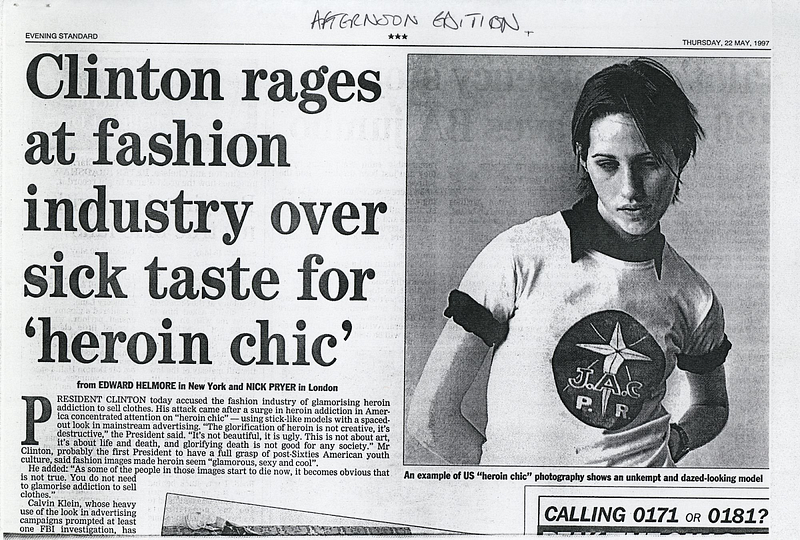 AFTERNOON EDITION
EVENING STANDARD
★★★
THURSDAY, 22 MAY, 1997
Clinton rages
at fashion
industry over
sick taste for
‘heroin chic’
from EDWARD HELMORE in New York and NICK PRYER in London
PRESIDENT CLINTON today accused the fashion industry of glamorising heroin
addiction to sell clothes. His attack came after a surge in heroin addiction in Amer-
ica concentrated attention on “heroin chic” — using stick-like models with a spaced-
out look in mainstream advertising. “The glorification of heroin is not creative, it’s
destructive,” the President said. “It’s not beautiful, it is ugly. This is not about art,
it’s about life and death, and glorifying death is not good for any society.” Mr
Clinton, probably the first President to have a full grasp of post-Sixties American youth
culture, said fashion images made heroin seem “glamorous, sexy and cool”.
He added: “As some of the people in those images start to die now, it becomes obvious that
is not true. You do not need
to glamorise addiction to sell
clothes.”
Calvin Klein, whose heavy
use of the look in advertising
campaigns prompted at least
one FBI investigation, has
J.A.C
P. R
An example of US “heroin chic” photography shows an unkempt and dazed-looking model
CALLING 0171 OR 0181?